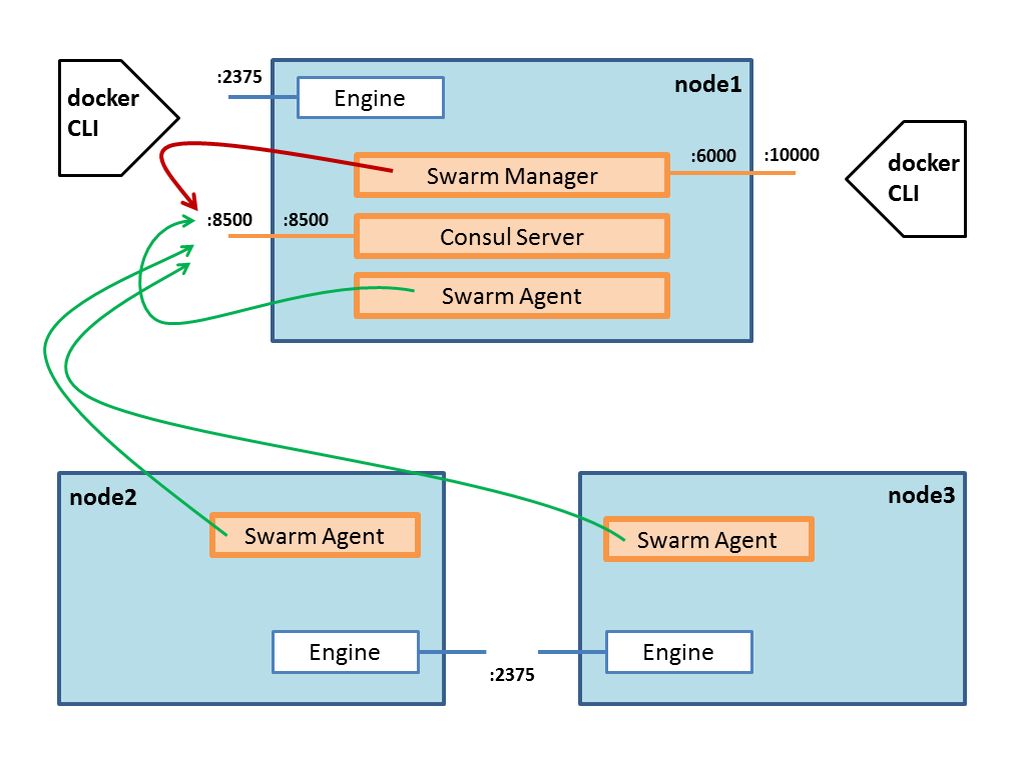 docker
CLI
:2375
Engine
node1
Swarm Manager
:6000
:10000
docker
CLI
:8500
:8500
Consul Server
Swarm Agent
node2
Swarm Agent
Engine
:2375
node3
Swarm Agent
Engine